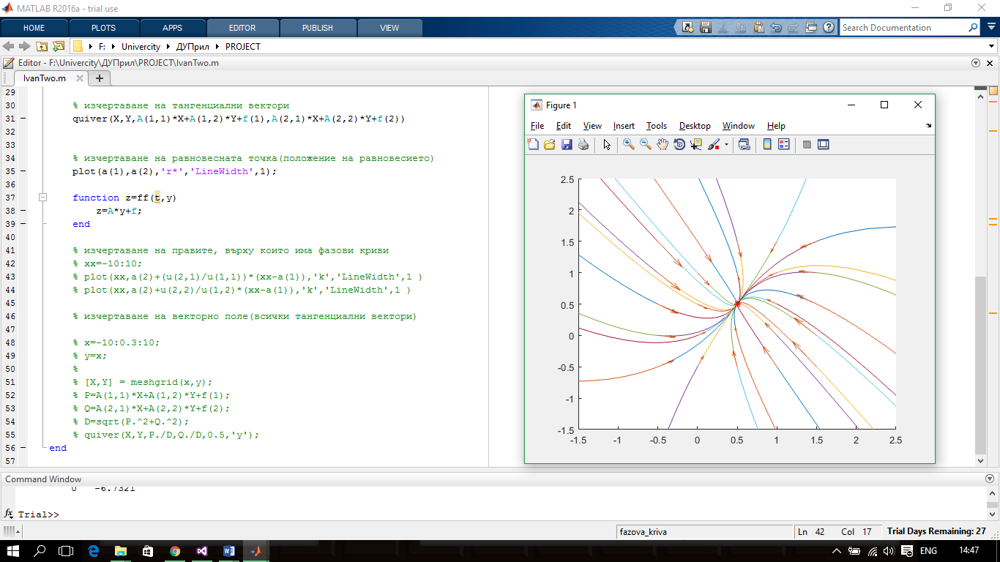 MATLAB R2016a - trial use
HOME PLOTS APPS EDITOR PUBLISH VIEW
Search Documentation
F: Univercity ДУПрил PROJECT
Editor - F:\Univercity\ДУПрил\PROJECT\IvanTwo.m
IvanTwo.m
29
30 % изчертаване на тангенциални вектори
31 quiver(X,Y,A(1,1)*X+A(1,2)*Y+f(1),A(2,1)*X+A(2,2)*Y+f(2))
32
33
34 % изчертаване на равновесната точка(положение на равновесието)
35 plot(a(1),a(2),'r*','LineWidth',1);
36
37 function z=ff(t,y)
38 z=A*y+f;
39 end
40
41 % изчертаване на правите, върху които има фазови криви
42 % xx=-10:10;
43 % plot(xx,a(2)+(u(2,1)/u(1,1))*(xx-a(1)),'k','LineWidth',1 )
44 % plot(xx,a(2)+u(2,2)/u(1,2)*(xx-a(1)),'k','LineWidth',1 )
45
46 % изчертаване на векторно поле(всички тангенциални вектори)
47
48 % x=-10:0.3:10;
49 % y=x;
50 %
51 % [X,Y] = meshgrid(x,y);
52 % P=A(1,1)*X+A(1,2)*Y+f(1);
53 % Q=A(2,1)*X+A(2,2)*Y+f(2);
54 % D=sqrt(P.^2+Q.^2);
55 % quiver(X,Y,P./D,Q./D,0.5,'y');
56 end
57
Figure 1
File Edit View Insert Tools Desktop Window Help
2.5
2
1.5
1
0.5
0
-0.5
-1
-1.5
-1.5 -1 -0.5 0 0.5 1 1.5 2 2.5
Command Window
0 -6.7321
fx Trial>>
fazova_kriva
Ln 42 Col 17 Trial Days Remaining: 27
ENG 14:47